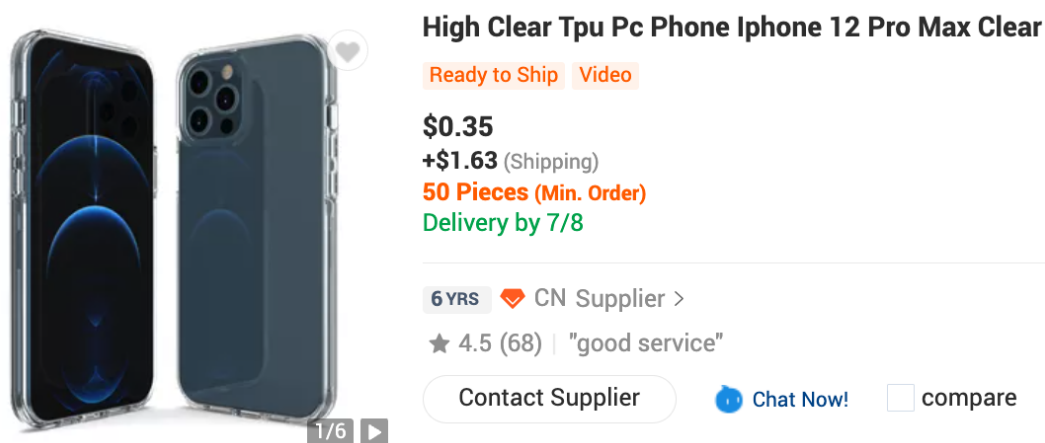 High Clear Tpu Pc Phone Iphone 12 Pro Max Clear
Ready to Ship Video
$0.35
+$1.63 (Shipping)
50 Pieces (Min. Order)
Delivery by 7/8
6 YRS CN Supplier >
4.5 (68) "good service"
Contact Supplier Chat Now! compare
1/6